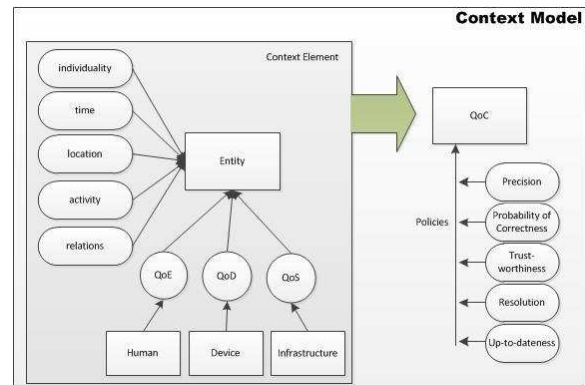 Context Model
Context Element
individuality
time
location
activity
relations
Entity
QoE
QoD
QoS
Human
Device
Infrastructure
QoC
Policies
Precision
Probability of
Correctness
Trust-
worthiness
Resolution
Up-to-dateness